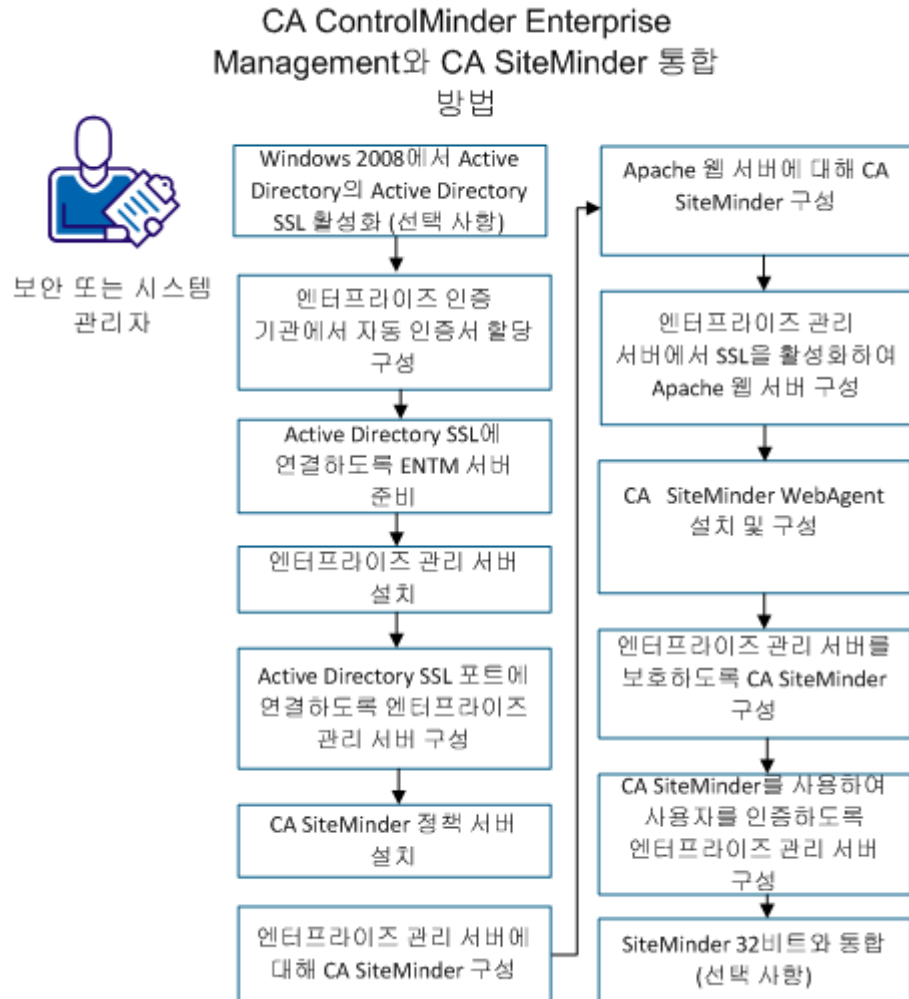 CA ControlMinder Enterprise
Management와 CA SiteMinder 통합
방법
보안 또는 시스템
관리자
Windows 2008에서 Active
Directory의 Active Directory
SSL 활성화 (선택 사항)
엔터프라이즈 인증
기관에서 자동 인증서 할당
구성
Active Directory SSL에
연결하도록 ENTM 서버
준비
엔터프라이즈 관리 서버
설치
Active Directory SSL 포트에
연결하도록 엔터프라이즈
관리 서버 구성
CA SiteMinder 정책 서버
설치
엔터프라이즈 관리 서버에
대해 CA SiteMinder 구성
Apache 웹 서버에 대해 CA
SiteMinder 구성
엔터프라이즈 관리
서버에서 SSL을 활성화하여
Apache 웹 서버 구성
CA SiteMinder WebAgent
설치 및 구성
엔터프라이즈 관리 서버를
보호하도록 CA SiteMinder
구성
CA SiteMinder를 사용하여
사용자를 인증하도록
엔터프라이즈 관리 서버
구성
SiteMinder 32비트와 통합
(선택 사항)